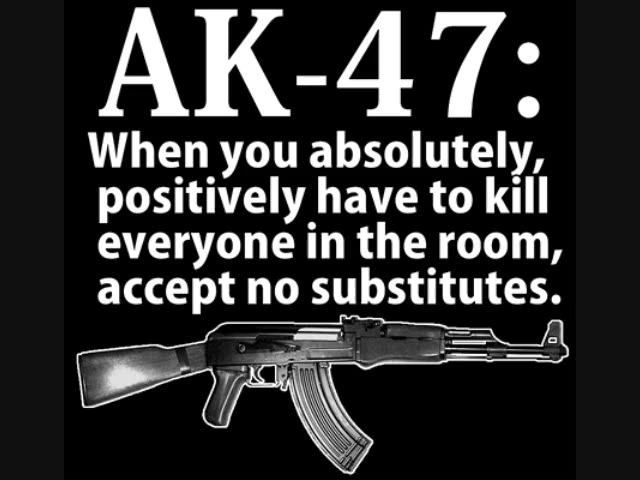 AK-47:
When you absolutely,
positively have to kill
everyone in the room,
accept no substitutes.